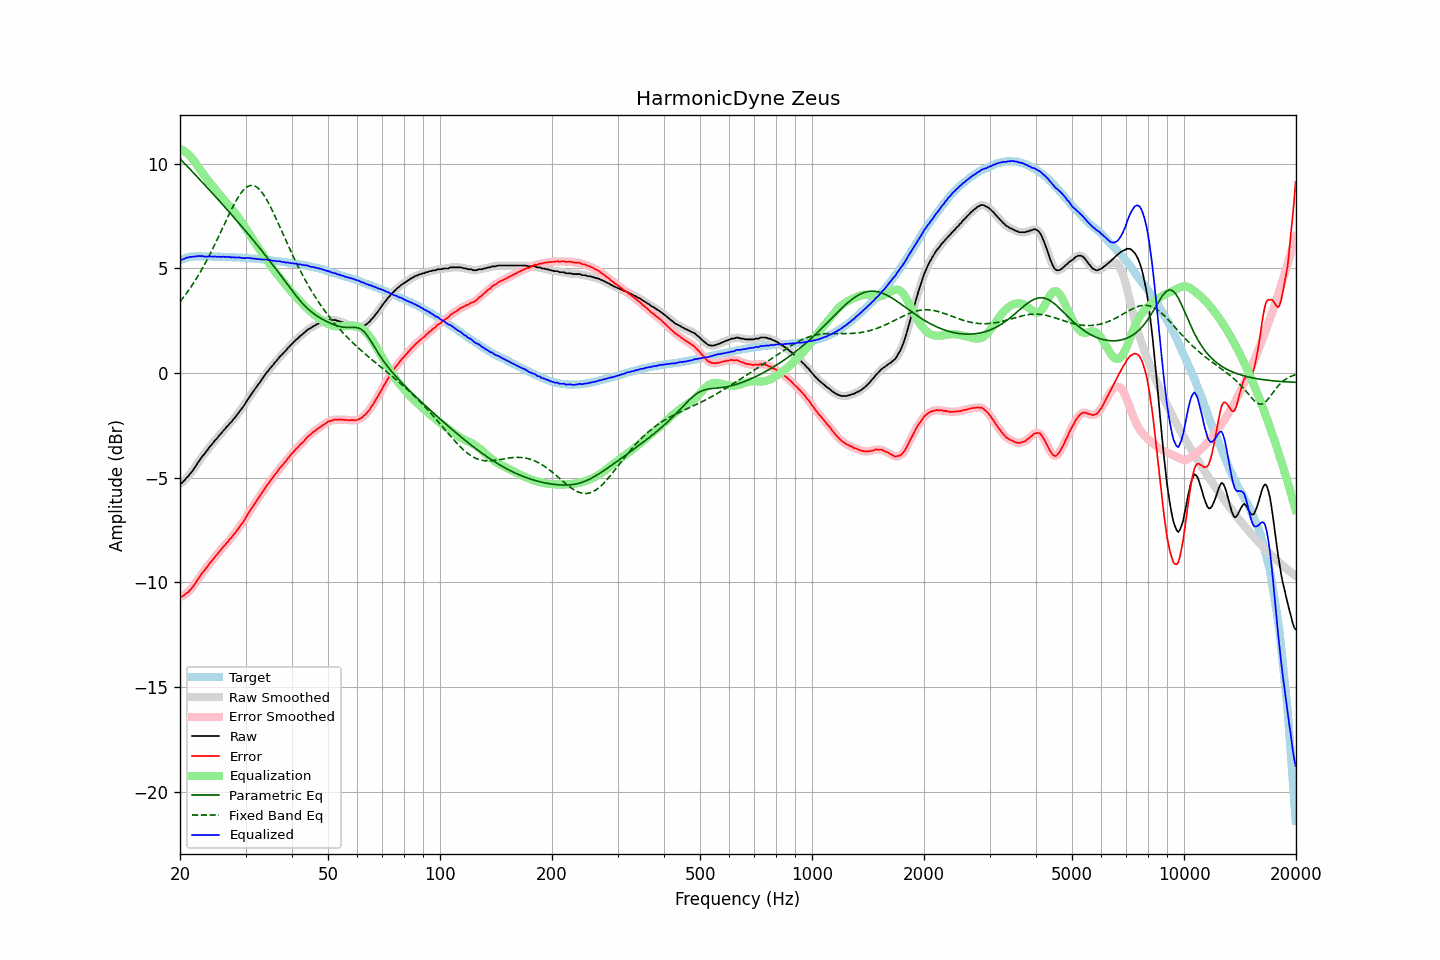 HarmonicDyne Zeus
Amplitude (dBr)
10
5
0
−5
−10
−15
−20
Target
Raw Smoothed
Error Smoothed
Raw
Error
Equalization
Parametric Eq
Fixed Band Eq
Equalized
20 50 100 200 500 1000 2000 5000 10000 20000
Frequency (Hz)